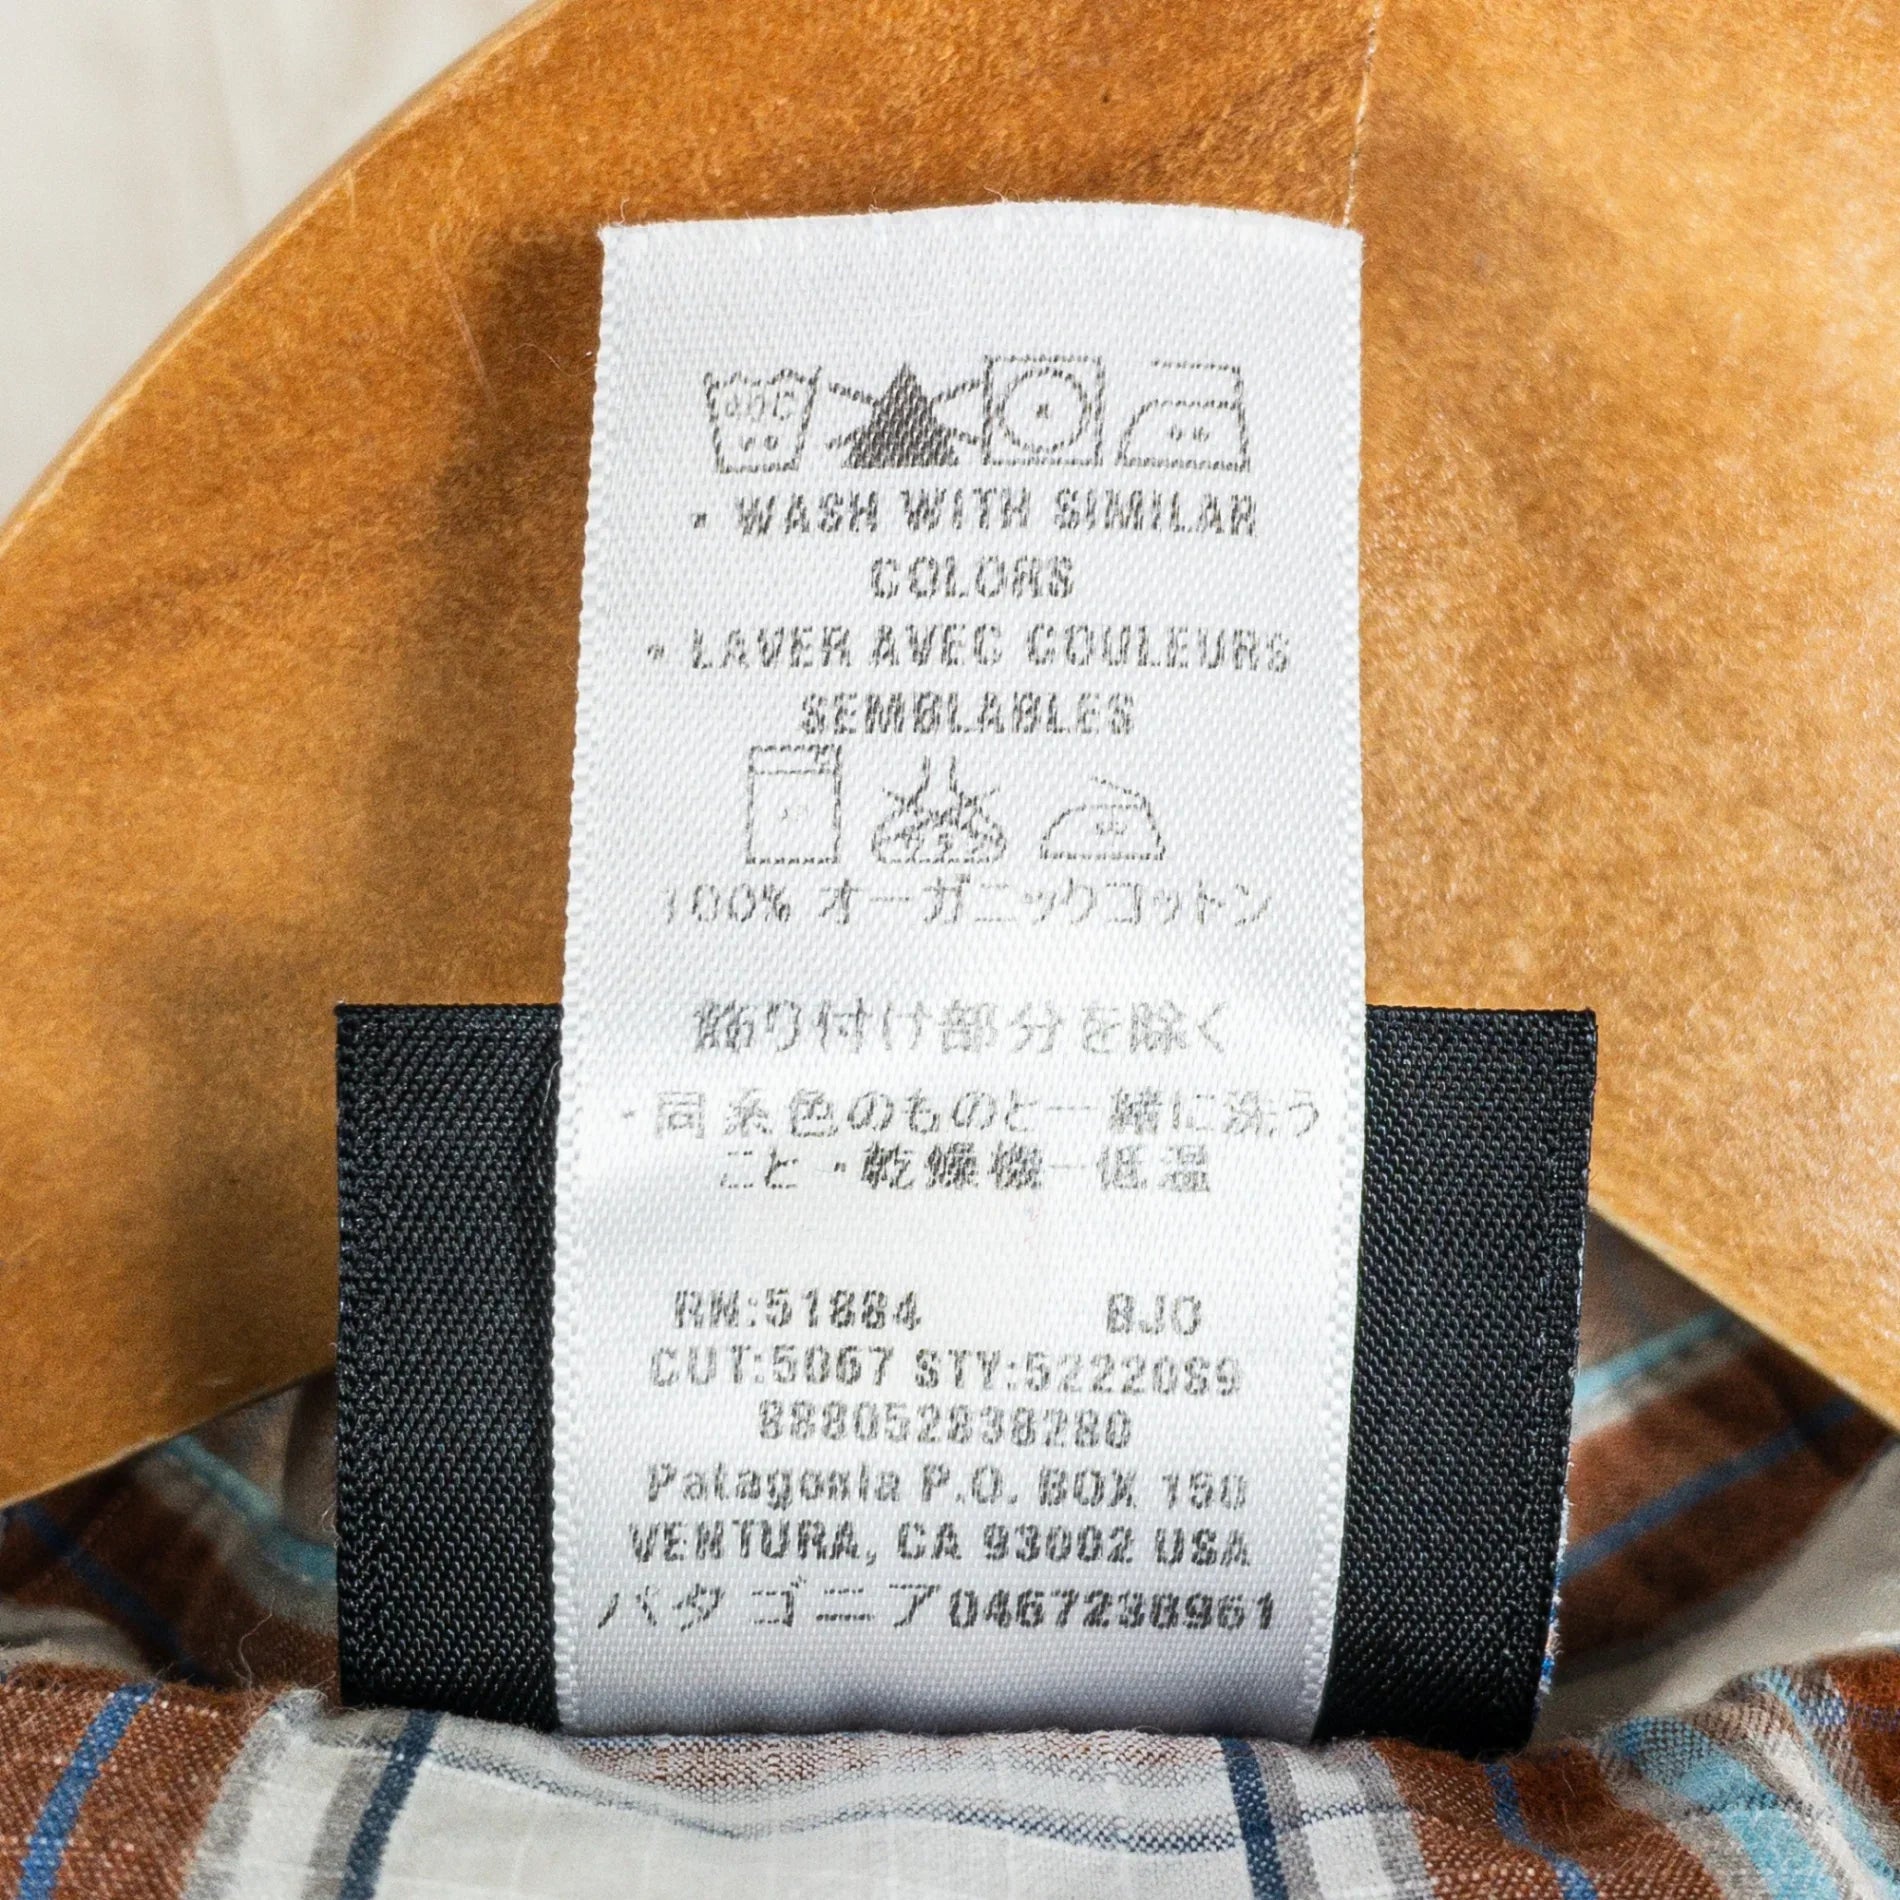 40C
• WASH WITH SIMILAR
COLORS
• LAVER AVEC COULEURS
SEMBLABLES
100% オーガニックコットン
飾り付け部分を除く
・同系色のものと一緒に洗う
こと・乾燥機ー低温
RN:51884 BJO
CUT:5067 STY:52220S9
888052838280
Patagonia P.O. BOX 150
VENTURA, CA 93002 USA
パタゴニア0467238961